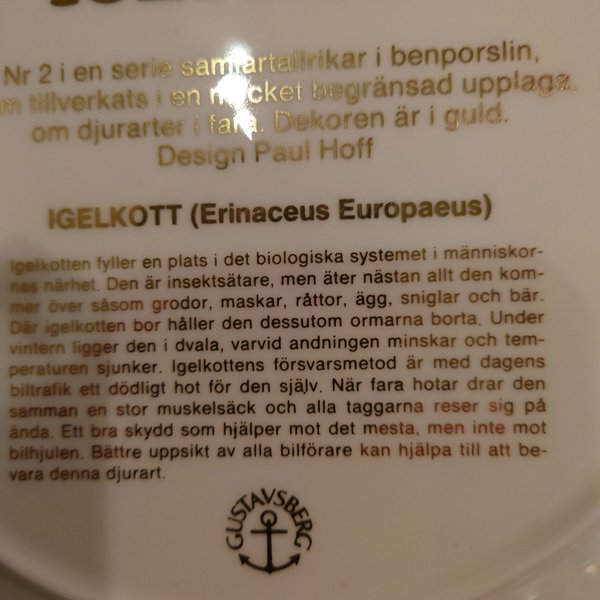 Nr 2 i en serie samlartallrikar i benporslin,
tillverkats i en mycket begränsad upplaga.
om djurarter i fara. Dekoren är i guld.
Design Paul Hoff
IGELKOTT (Erinaceus Europaeus)
Igelkotten fyller en plats i det biologiska systemet i människor-
nas närhet. Den är insektsätare, men äter nästan allt den kom-
mer över såsom grodor, maskar, råttor, ägg, sniglar och bär.
Där igelkotten bor håller den dessutom ormarna borta. Under
vintern ligger den i dvala, varvid andningen minskar och tem-
peraturen sjunker. Igelkottens försvarsmetod är med dagens
biltrafik ett dödligt hot för den själv. När fara hotar drar den
samman en stor muskelsäck och alla taggarna reser sig på
ända. Ett bra skydd som hjälper mot det mesta, men inte mot
bilhjulen. Bättre uppsikt av alla bilförare kan hjälpa till att be-
vara denna djurart.
GUSTAVSBERG